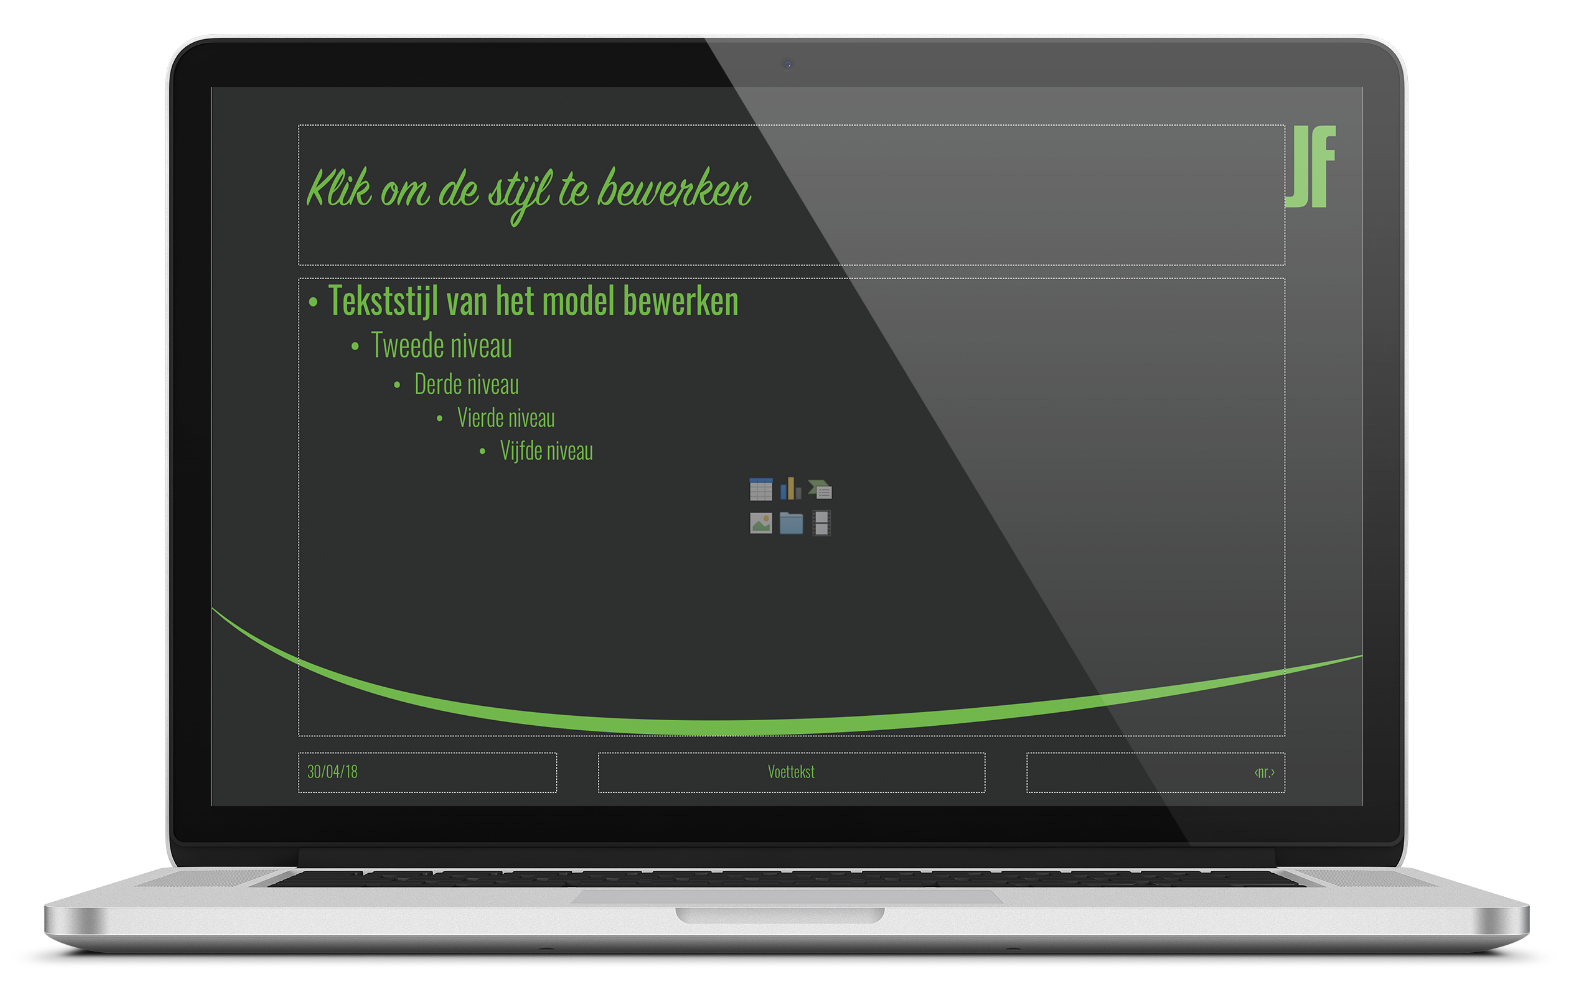 Jf
Klik om de stijl te bewerken
• Tekststijl van het model bewerken
• Tweede niveau
• Derde niveau
• Vierde niveau
• Vijfde niveau
30/04/18
Voettekst
‹nr.›